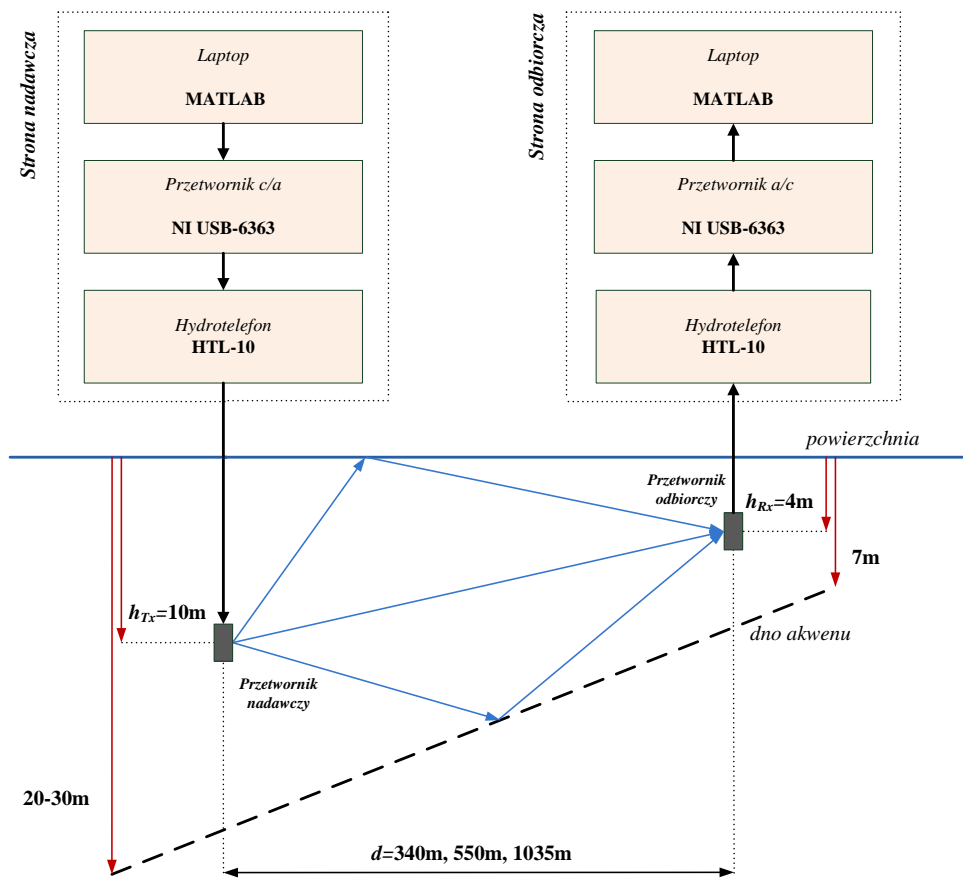 Strona nadawcza
Laptop
MATLAB
Przetwornik c/a
NI USB-6363
Hydrotelefon
HTL-10
Strona odbiorcza
Laptop
MATLAB
Przetwornik a/c
NI USB-6363
Hydrotelefon
HTL-10
powierzchnia
Przetwornik
odbiorczy
hRx=4m
7m
hTx=10m
dno akwenu
Przetwornik
nadawczy
20-30m
d=340m, 550m, 1035m